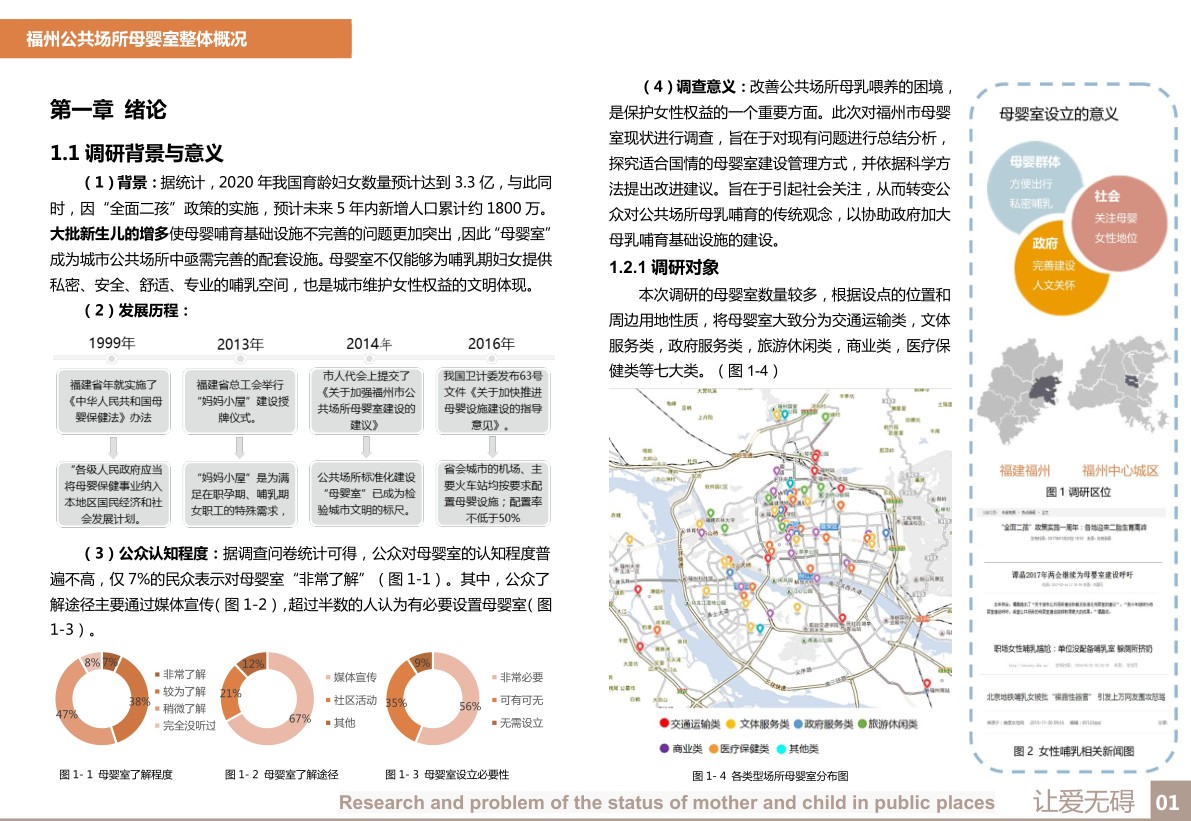 福州公共场所母婴室整体概况
第一章 绪论
1.1 调研背景与意义
（1）背景：据统计，2020 年我国育龄妇女数量预计达到 3.3 亿，与此同
时，因“全面二孩”政策的实施，预计未来 5 年内新增人口累计约 1800 万。
大批新生儿的增多使母婴哺育基础设施不完善的问题更加突出，因此“母婴室”
成为城市公共场所中亟需完善的配套设施。母婴室不仅能够为哺乳期妇女提供
私密、安全、舒适、专业的哺乳空间，也是城市维护女性权益的文明体现。
（2）发展历程：
1999年
2013年
2014年
2016年
福建省年就实施了
《中华人民共和国母
婴保健法》办法
福建省总工会举行
“妈妈小屋”建设授
牌仪式。
市人代会上提交了
《关于加强福州市公
共场所母婴室建设的
建议》
我国卫计委发布63号
文件《关于加快推进
母婴设施建设的指导
意见》。
“各级人民政府应当
将母婴保健事业纳入
本地区国民经济和社
会发展计划。
“妈妈小屋”是为满
足在职孕期、哺乳期
女职工的特殊需求，
公共场所标准化建设
“母婴室”已成为检
验城市文明的标尺。
省会城市的机场、主
要火车站均按要求配
置母婴设施；配置率
不低于50%
（3）公众认知程度：据调查问卷统计可得，公众对母婴室的认知程度普
遍不高，仅 7%的民众表示对母婴室“非常了解”（图 1-1）。其中，公众了
解途径主要通过媒体宣传（图 1-2），超过半数的人认为有必要设置母婴室（图
1-3）。
8%
7%
38%
47%
非常了解
较为了解
稍微了解
完全没听过
12%
21%
67%
媒体宣传
社区活动
其他
9%
35%
56%
非常必要
可有可无
无需设立
图 1- 1 母婴室了解程度
图 1- 2 母婴室了解途径
图 1- 3 母婴室设立必要性
（4）调查意义：改善公共场所母乳喂养的困境，
是保护女性权益的一个重要方面。此次对福州市母婴
室现状进行调查，旨在于对现有问题进行总结分析，
探究适合国情的母婴室建设管理方式，并依据科学方
法提出改进建议。旨在于引起社会关注，从而转变公
众对公共场所母乳哺育的传统观念，以协助政府加大
母乳哺育基础设施的建设。
1.2.1 调研对象
本次调研的母婴室数量较多，根据设点的位置和
周边用地性质，将母婴室大致分为交通运输类，文体
服务类，政府服务类，旅游休闲类，商业类，医疗保
健类等七大类。（图 1-4）
交通运输类
文体服务类
政府服务类
旅游休闲类
商业类
医疗保健类
其他类
图 1- 4 各类型场所母婴室分布图
母婴室设立的意义
母婴群体
方便出行
私密哺乳
社会
关注母婴
女性地位
政府
完善建设
人文关怀
福建福州
福州中心城区
图 1 调研区位
“全面二孩”政策实施一周年：各地迎来二胎生育高峰
谭晶2017年两会继续为母婴室建设呼吁
职场女性哺乳尴尬：单位没配备哺乳室 躲厕所挤奶
北京地铁哺乳女被批“裸露性器官” 引发上万网友围攻怒骂
图 2 女性哺乳相关新闻图
Research and problem of the status of mother and child in public places
让爱无碍
01